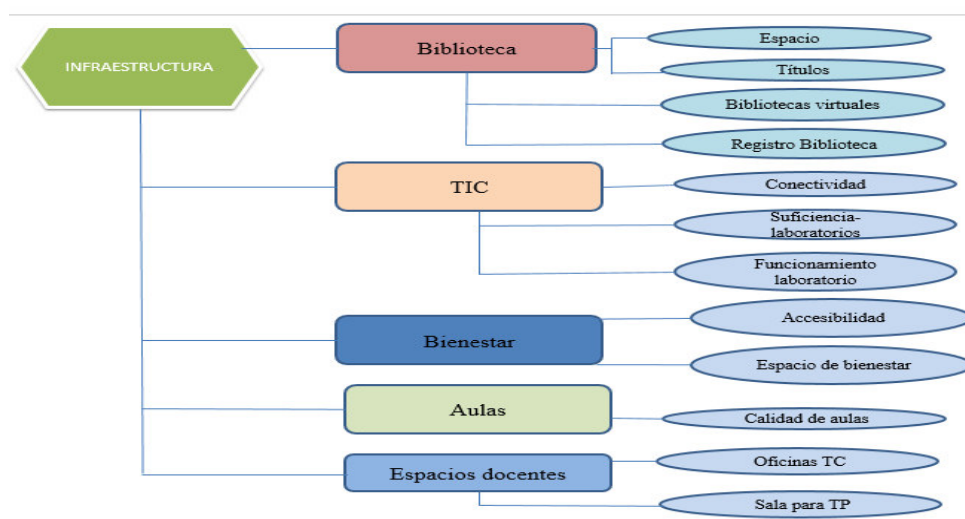 INFRAESTRUCTURA
Biblioteca
Espacio
Títulos
Bibliotecas virtuales
Registro Biblioteca
TIC
Conectividad
Suficiencia-
laboratorios
Funcionamiento
laboratorio
Bienestar
Accesibilidad
Espacio de bienestar
Aulas
Calidad de aulas
Espacios docentes
Oficinas TC
Sala para TP